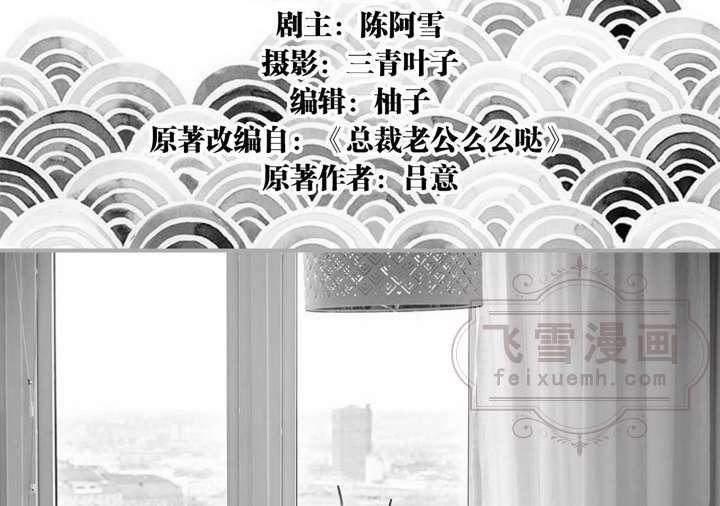 剧主：陈阿雪
摄影：三青叶子
编辑：柚子
原著改编自：《总裁老公么么哒》
原著作者：吕意
飞雪漫画
feixuemh.com